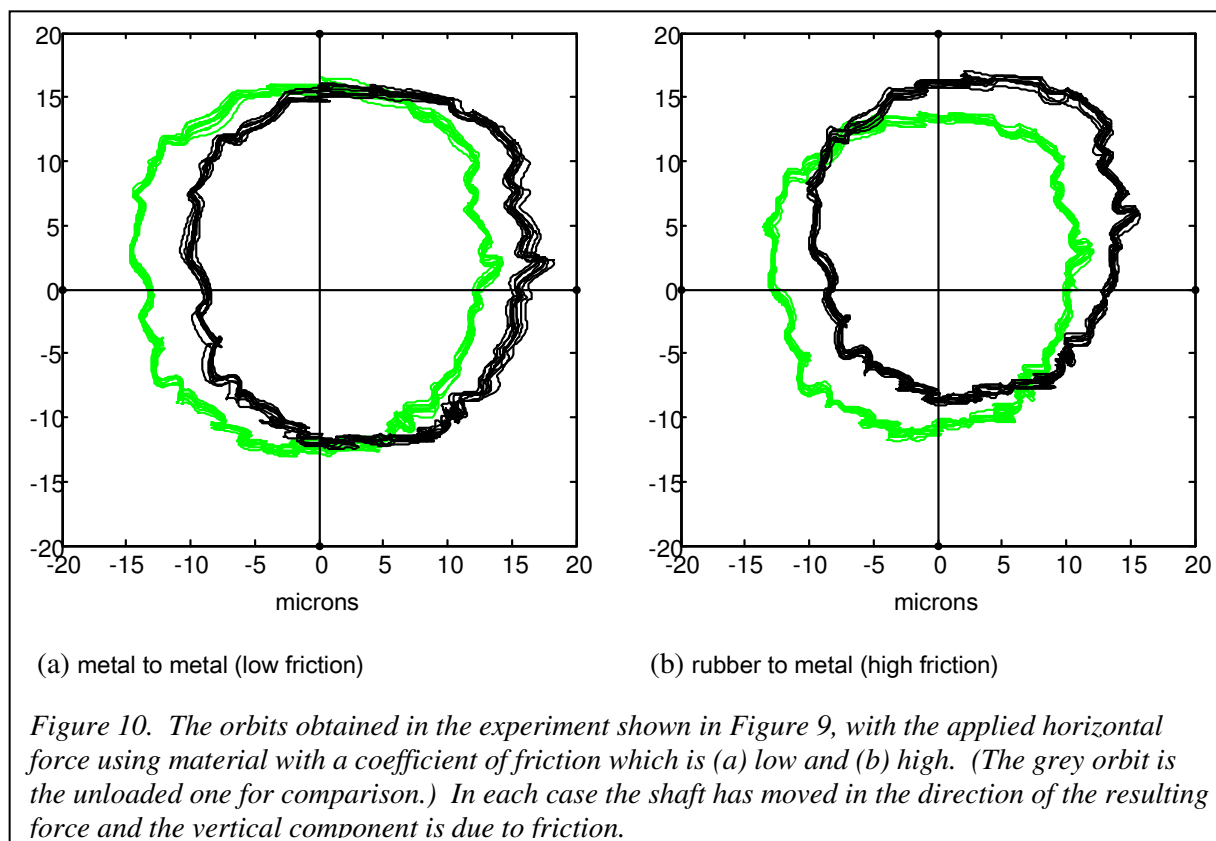 20
15
10
5
0
-5
-10
-15
-20
-20 -15 -10 -5 0 5 10 15 20
microns
20
15
10
5
0
-5
-10
-15
-20
-20 -15 -10 -5 0 5 10 15 20
microns
(a) metal to metal (low friction)
(b) rubber to metal (high friction)
Figure 10. The orbits obtained in the experiment shown in Figure 9, with the applied horizontal
force using material with a coefficient of friction which is (a) low and (b) high. (The grey orbit is
the unloaded one for comparison.) In each case the shaft has moved in the direction of the resulting
force and the vertical component is due to friction.